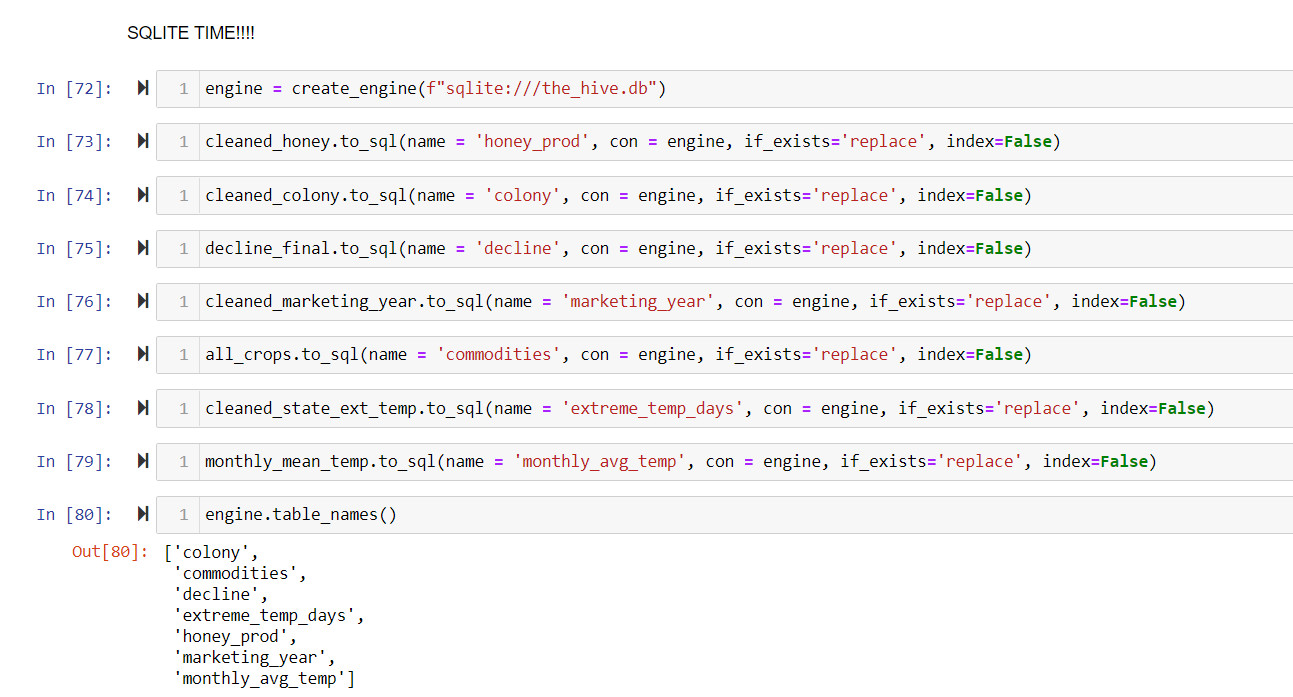 SQLITE TIME!!!!
In [72]: 1 engine = create_engine(f"sqlite:///the_hive.db")
In [73]: 1 cleaned_honey.to_sql(name = 'honey_prod', con = engine, if_exists='replace', index=False)
In [74]: 1 cleaned_colony.to_sql(name = 'colony', con = engine, if_exists='replace', index=False)
In [75]: 1 decline_final.to_sql(name = 'decline', con = engine, if_exists='replace', index=False)
In [76]: 1 cleaned_marketing_year.to_sql(name = 'marketing_year', con = engine, if_exists='replace', index=False)
In [77]: 1 all_crops.to_sql(name = 'commodities', con = engine, if_exists='replace', index=False)
In [78]: 1 cleaned_state_ext_temp.to_sql(name = 'extreme_temp_days', con = engine, if_exists='replace', index=False)
In [79]: 1 monthly_mean_temp.to_sql(name = 'monthly_avg_temp', con = engine, if_exists='replace', index=False)
In [80]: 1 engine.table_names()
Out[80]: ['colony',
'commodities',
'decline',
'extreme_temp_days',
'honey_prod',
'marketing_year',
'monthly_avg_temp']